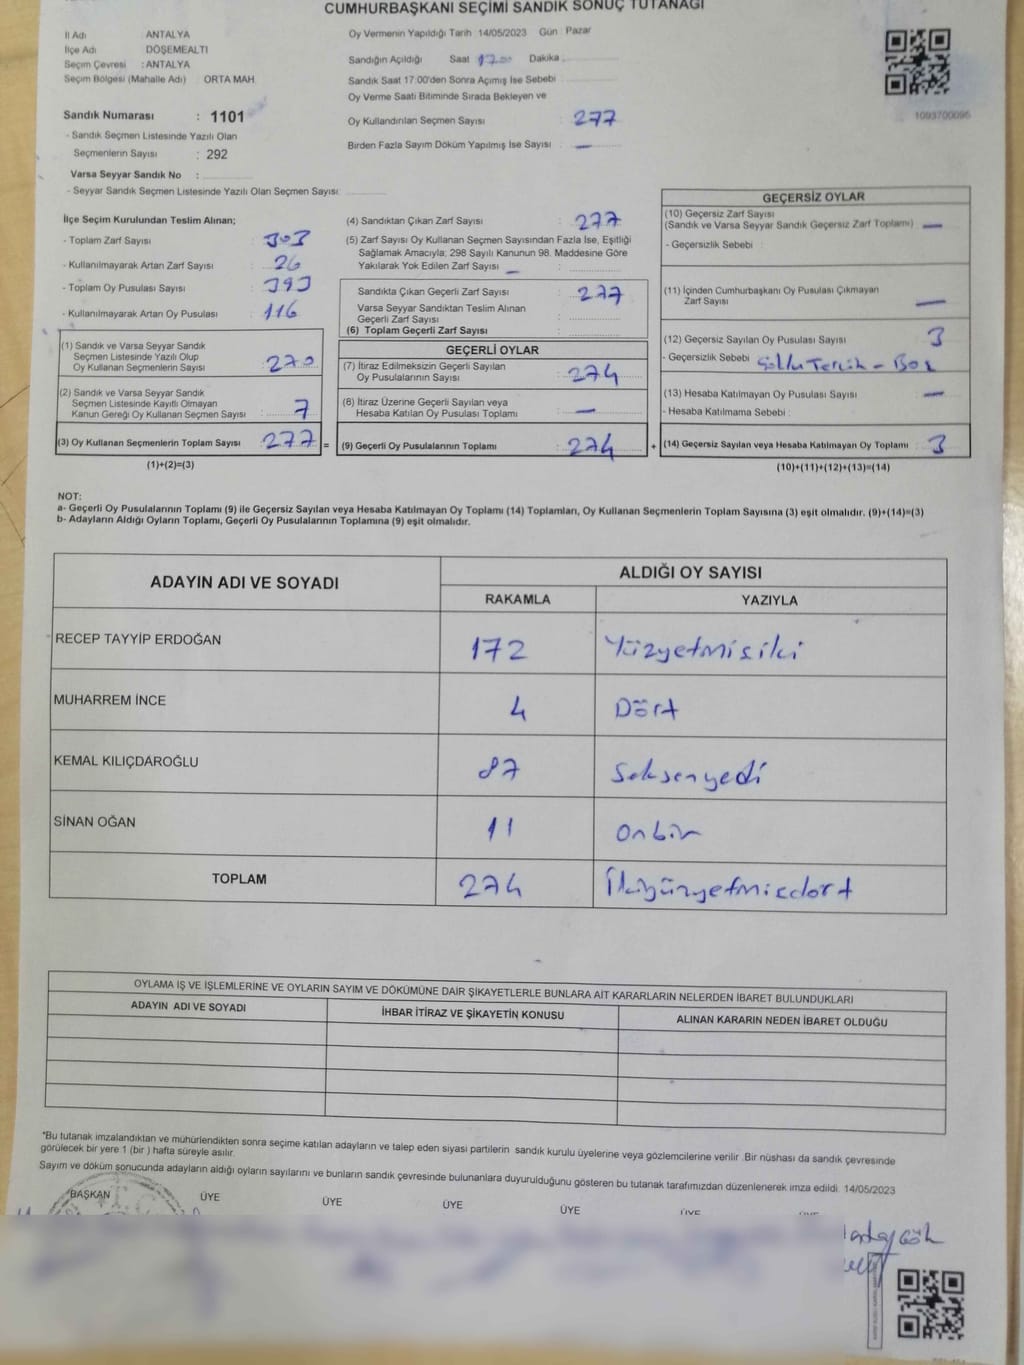 CUMHURBAŞKANI SEÇİMİ SANDIK SONUÇ TUTANAĞI
İl Adı ANTALYA
İlçe Adı DÖŞEMEALTI
Seçim Çevresi : ANTALYA
Seçim Bölgesi (Mahalle Adı) ORTA MAH.
Sandık Numarası : 1101
- Sandık Seçmen Listesinde Yazılı Olan
Seçmenlerin Sayısı : 292
Varsa Seyyar Sandık No :
- Seyyar Sandık Seçmen Listesinde Yazılı Olan Seçmen Sayısı
Oy Vermenin Yapıldığı Tarih 14/05/2023 Gün : Pazar
Sandığın Açıldığı Saat 17.00 Dakika
Sandık Saat 17:00'den Sonra Açımış İse Sebebi
Oy Verme Saati Bitiminde Sırada Bekleyen ve
Oy Kullandırılan Seçmen Sayısı : 277
Birden Fazla Sayım Döküm Yapılmış İse Sayısı : —
1093700096
İlçe Seçim Kurulundan Teslim Alınan;
- Toplam Zarf Sayısı : 303
- Kullanılmayarak Artan Zarf Sayısı : 26
- Toplam Oy Pusulası Sayısı : 393
- Kullanılmayarak Artan Oy Pusulası : 116
(1) Sandık ve Varsa Seyyar Sandık
Seçmen Listesinde Yazılı Olup
Oy Kullanan Seçmenlerin Sayısı : 270
(2) Sandık ve Varsa Seyyar Sandık
Seçmen Listesinde Kayıtlı Olmayan
Kanun Gereği Oy Kullanan Seçmen Sayısı : 7
(3) Oy Kullanan Seçmenlerin Toplam Sayısı : 277 =
(1)+(2)=(3)
(4) Sandıktan Çıkan Zarf Sayısı : 277
(5) Zarf Sayısı Oy Kullanan Seçmen Sayısından Fazla İse, Eşitliği
Sağlamak Amacıyla; 298 Sayılı Kanunun 98. Maddesine Göre
Yakılarak Yok Edilen Zarf Sayısı — :
Sandıkta Çıkan Geçerli Zarf Sayısı : 277
Varsa Seyyar Sandıktan Teslim Alınan
Geçerli Zarf Sayısı :
(6) Toplam Geçerli Zarf Sayısı :
GEÇERLİ OYLAR
(7) İtiraz Edilmeksizin Geçerli Sayılan
Oy Pusulalarının Sayısı : 274
(8) İtiraz Üzerine Geçerli Sayılan veya
Hesaba Katılan Oy Pusulası Toplamı : —
(9) Geçerli Oy Pusulalarının Toplamı : 274 +
GEÇERSİZ OYLAR
(10) Geçersiz Zarf Sayısı
(Sandık ve Varsa Seyyar Sandık Geçersiz Zarf Toplamı) —
- Geçersizlik Sebebi :
(11) İçinden Cumhurbaşkanı Oy Pusulası Çıkmayan
Zarf Sayısı : —
(12) Geçersiz Sayılan Oy Pusulası Sayısı : 3
- Geçersizlik Sebebi
(13) Hesaba Katılmayan Oy Pusulası Sayısı : —
- Hesaba Katılmama Sebebi :
(14) Geçersiz Sayılan veya Hesaba Katılmayan Oy Toplamı : 3
(10)+(11)+(12)+(13)=(14)
NOT:
a- Geçerli Oy Pusulalarının Toplamı (9) ile Geçersiz Sayılan veya Hesaba Katılmayan Oy Toplamı (14) Toplamları, Oy Kullanan Seçmenlerin Toplam Sayısına (3) eşit olmalıdır. (9)+(14)=(3)
b- Adayların Aldığı Oyların Toplamı, Geçerli Oy Pusulalarının Toplamına (9) eşit olmalıdır.
ADAYIN ADI VE SOYADI
ALDIĞI OY SAYISI
RAKAMLA YAZIYLA
RECEP TAYYİP ERDOĞAN 172 Yüzyetmişiki
MUHARREM İNCE 4 Dört
KEMAL KILIÇDAROĞLU 87 Seksenyedi
SİNAN OĞAN 11 Onbir
TOPLAM 274 İkiyüzyetmişdört
OYLAMA İŞ VE İŞLEMLERİNE VE OYLARIN SAYIM VE DÖKÜMÜNE DAİR ŞİKAYETLERLE BUNLARA AİT KARARLARIN NELERDEN İBARET BULUNDUKLARI
ADAYIN ADI VE SOYADI İHBAR İTİRAZ VE ŞİKAYETİN KONUSU ALINAN KARARIN NEDEN İBARET OLDUĞU
*Bu tutanak imzalandıktan ve mühürlendikten sonra seçime katılan adayların ve talep eden siyasi partilerin sandık kurulu üyelerine veya gözlemcilerine verilir. Bir nüshası da sandık çevresinde
görülecek bir yere 1 (bir ) hafta süreyle asılır.
Sayım ve döküm sonucunda adayların aldığı oyların sayılarını ve bunların sandık çevresinde bulunanlara duyurulduğunu gösteren bu tutanak tarafımızdan düzenlenerek imza edildi. 14/05/2023
BAŞKAN ÜYE ÜYE ÜYE ÜYE